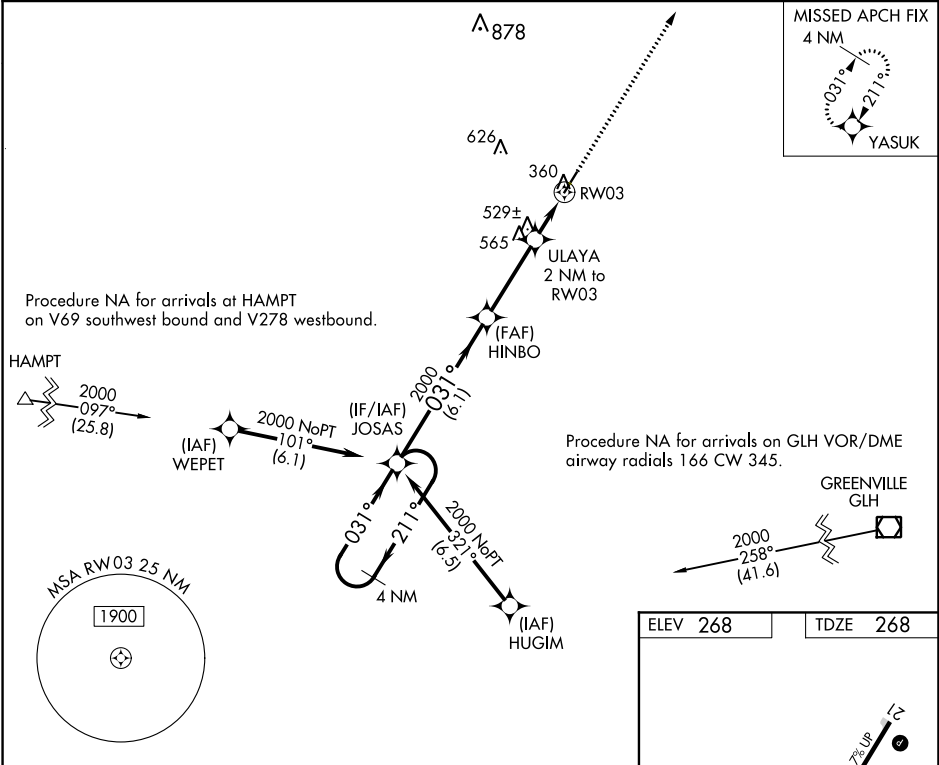 878
MISSED APCH FIX
4 NM
031°
211°
YASUK
626
360
RW03
529±
565
ULAYA
2 NM to
RW03
Procedure NA for arrivals at HAMPT
on V69 southwest bound and V278 westbound.
(FAF)
HINBO
HAMPT
2000
097°
(25.8)
2000
031°
(6.1)
(IF/IAF)
JOSAS
2000 NoPT
101°
(6.1)
(IAF)
WEPET
Procedure NA for arrivals on GLH VOR/DME
airway radials 166 CW 345.
GREENVILLE
GLH
2000
258°
(41.6)
031°
211°
4 NM
2000 NoPT
321°
(6.5)
(IAF)
HUGIM
MSA RW03 25 NM
1900
ELEV 268
TDZE 268
21
7% UP
P